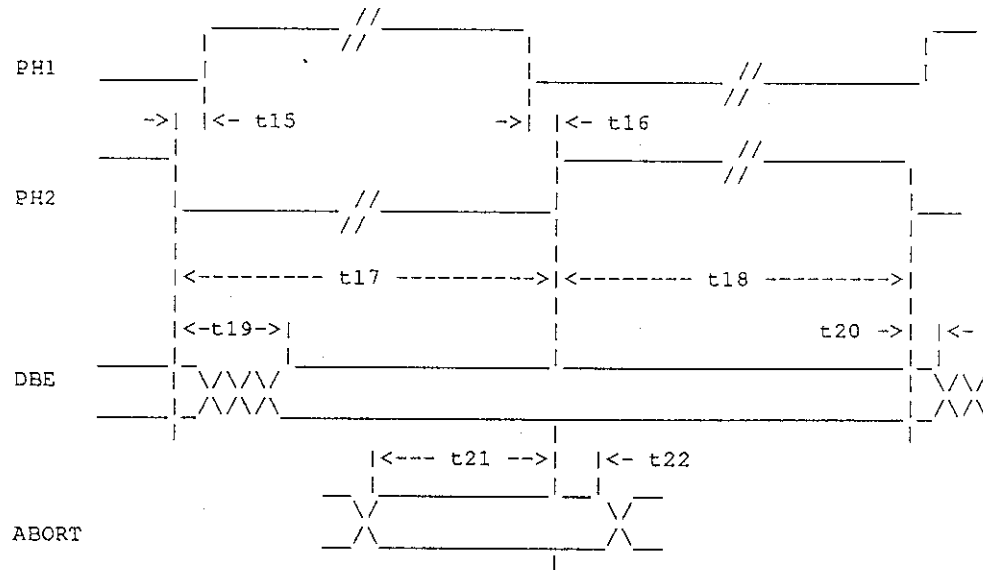 PH1
-> <- t15 -> <- t16
PH2
<---------- t17 ----------> <---------- t18 ---------->
<-t19-> t20 -> <-
DBE
<--- t21 --> <- t22
ABORT